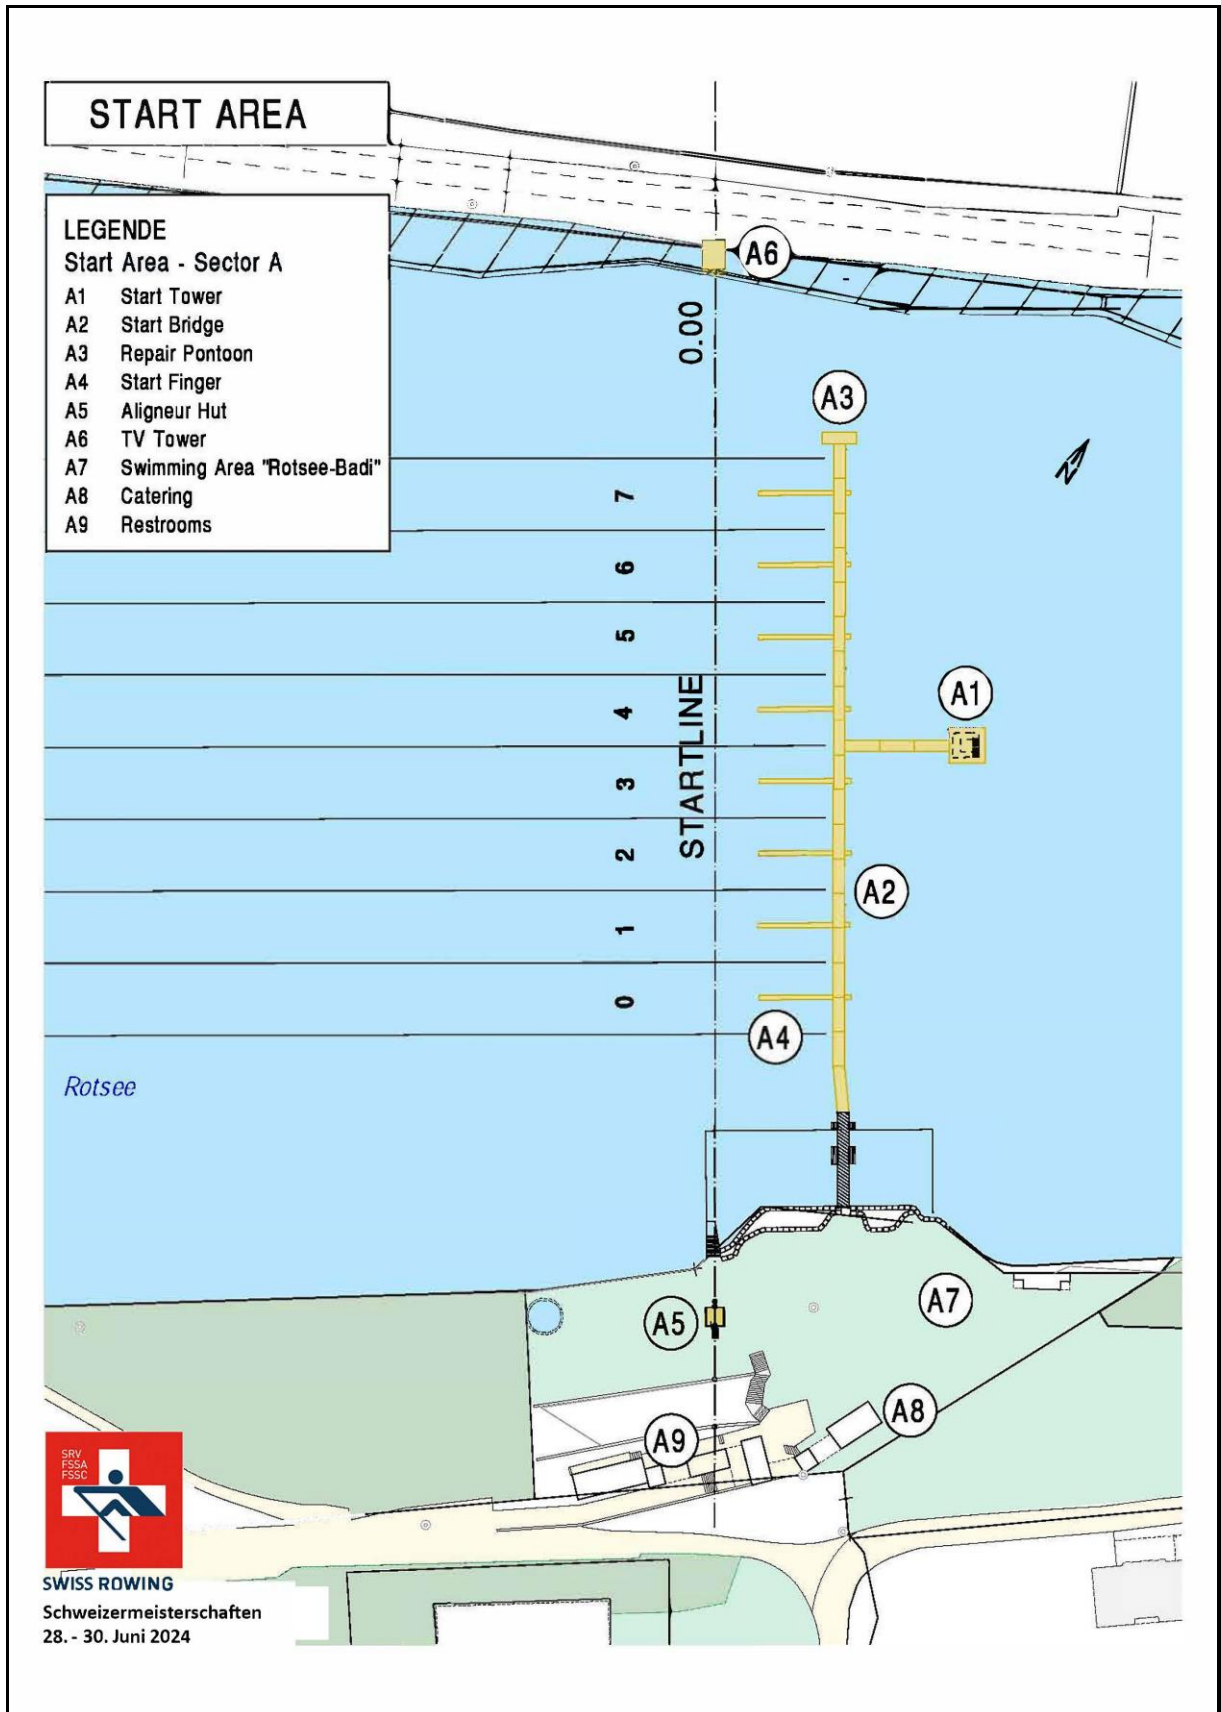 START AREA
LEGENDE
Start Area - Sector A
A1 Start Tower
A2 Start Bridge
A3 Repair Pontoon
A4 Start Finger
A5 Aligneur Hut
A6 TV Tower
A7 Swimming Area "Rotsee-Badi"
A8 Catering
A9 Restrooms
A6
0.00
A3
N
7
6
5
STARTLINE
A1
4
3
2
A2
1
0
A4
Rotsee
A7
A5
A8
A9
SRV
FSSA
FSSC
SWISS ROWING
Schweizermeisterschaften
28. - 30. Juni 2024